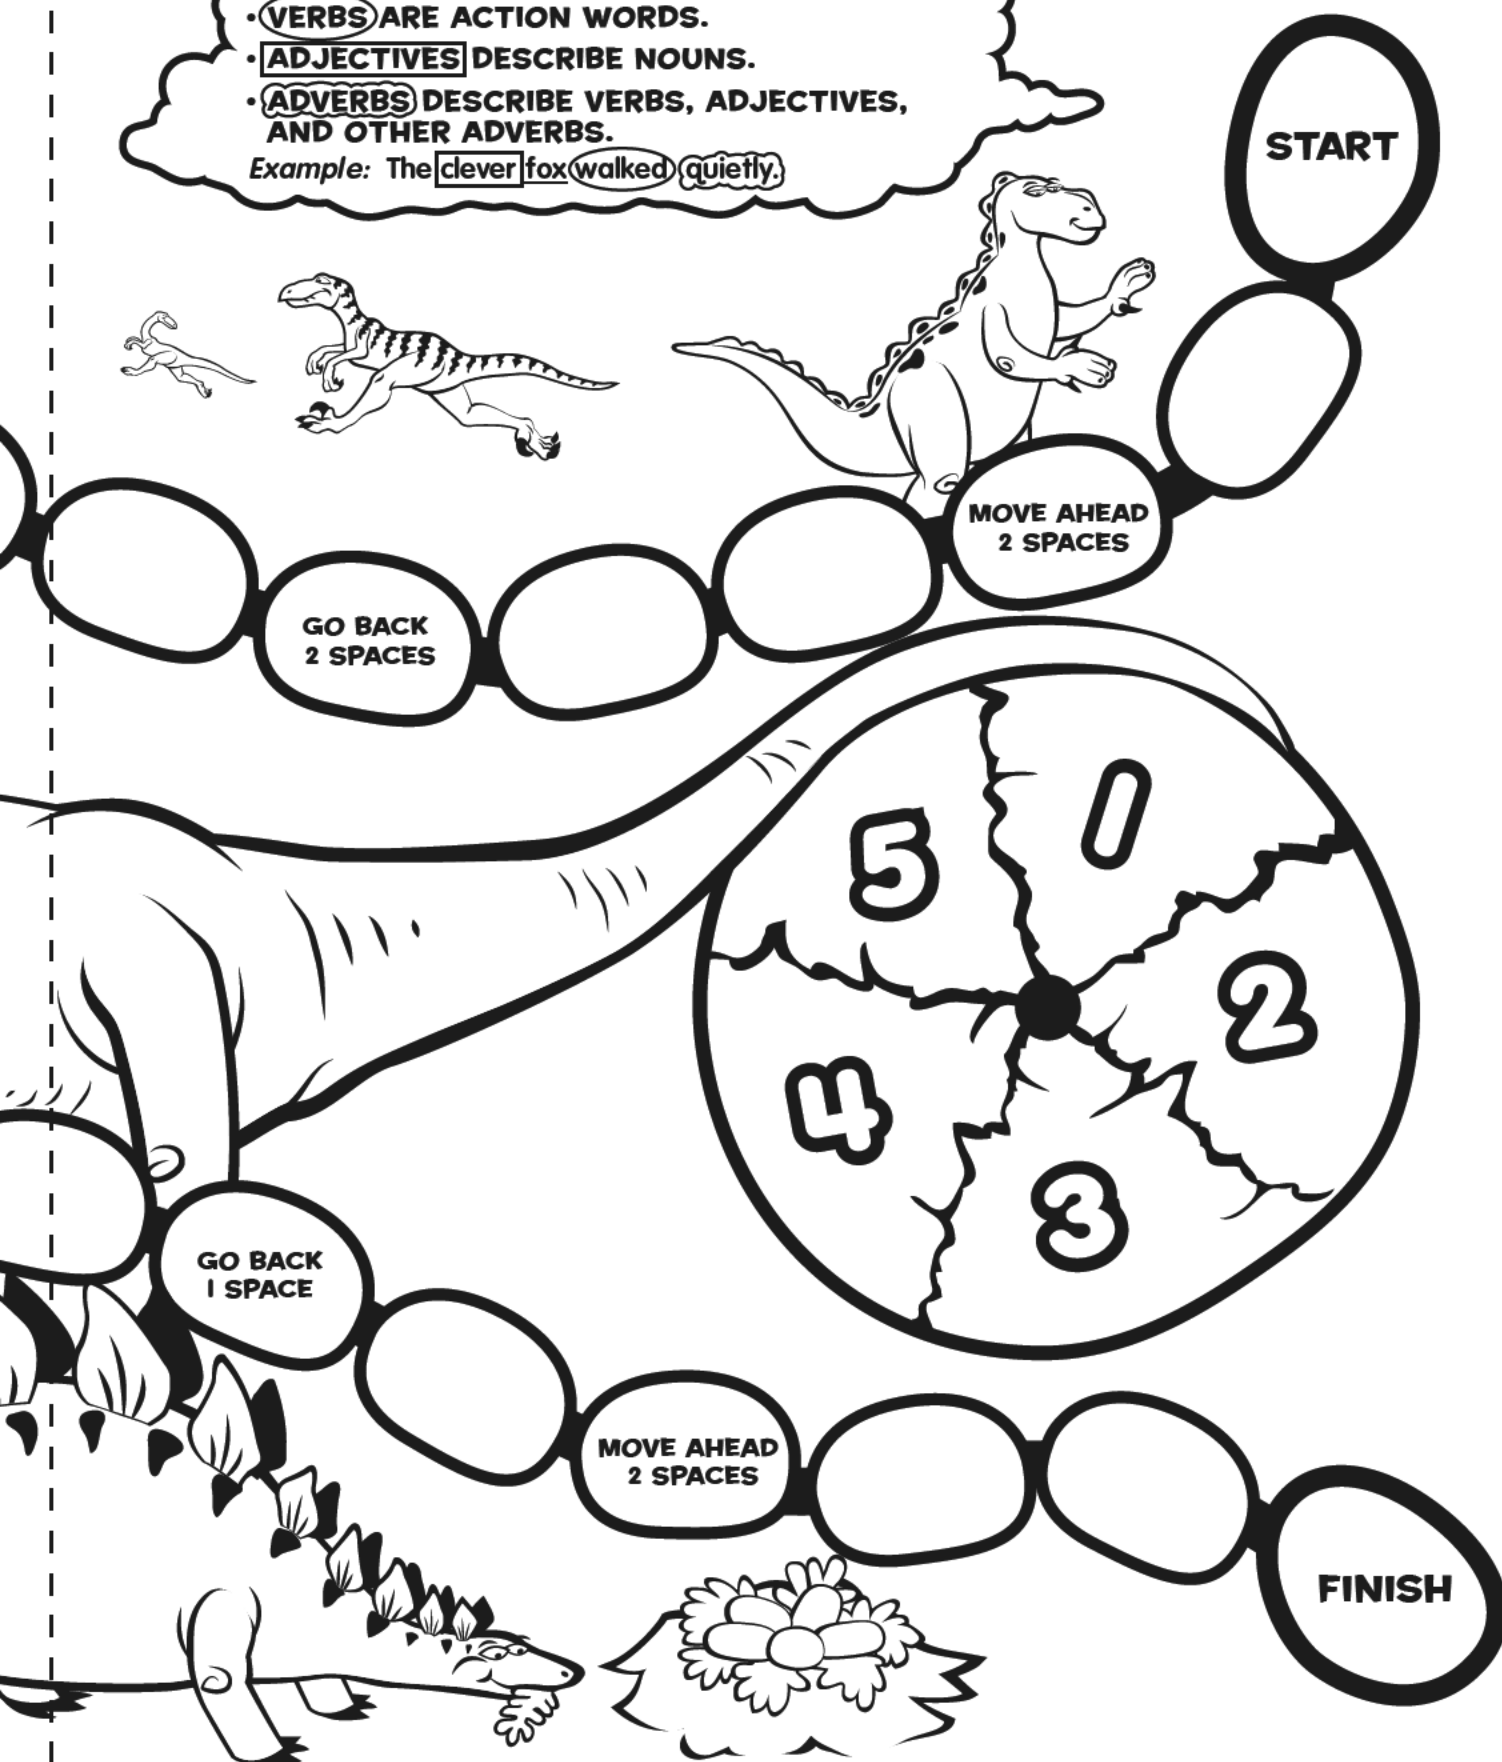 • VERBS ARE ACTION WORDS.
• ADJECTIVES DESCRIBE NOUNS.
• ADVERBS DESCRIBE VERBS, ADJECTIVES,
AND OTHER ADVERBS.
Example: The clever fox walked quietly.
START
MOVE AHEAD
2 SPACES
GO BACK
2 SPACES
5
1
2
4
3
GO BACK
1 SPACE
MOVE AHEAD
2 SPACES
FINISH